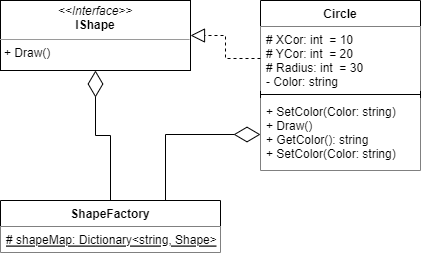 <<Interface>>
IShape
+ Draw()
Circle
# XCor: int = 10
# YCor: int = 20
# Radius: int = 30
- Color: string
+ SetColor(Color: string)
+ Draw()
+ GetColor(): string
+ SetColor(Color: string)
ShapeFactory
# shapeMap: Dictionary<string, Shape>